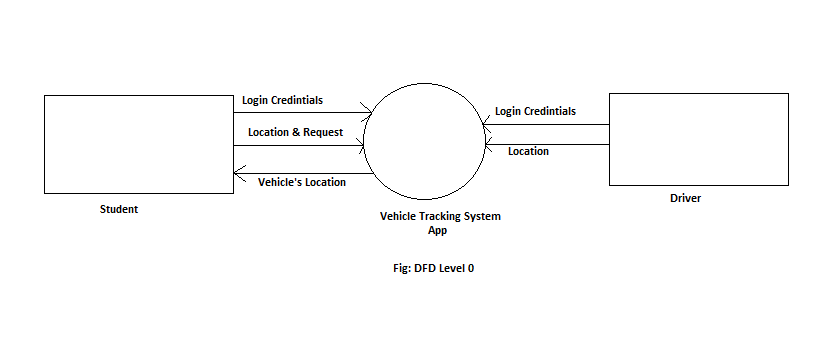 Login Credintials
Login Credintials
Location & Request
Location
Vehicle's Location
Student
Driver
Vehicle Tracking System
App
Fig: DFD Level 0